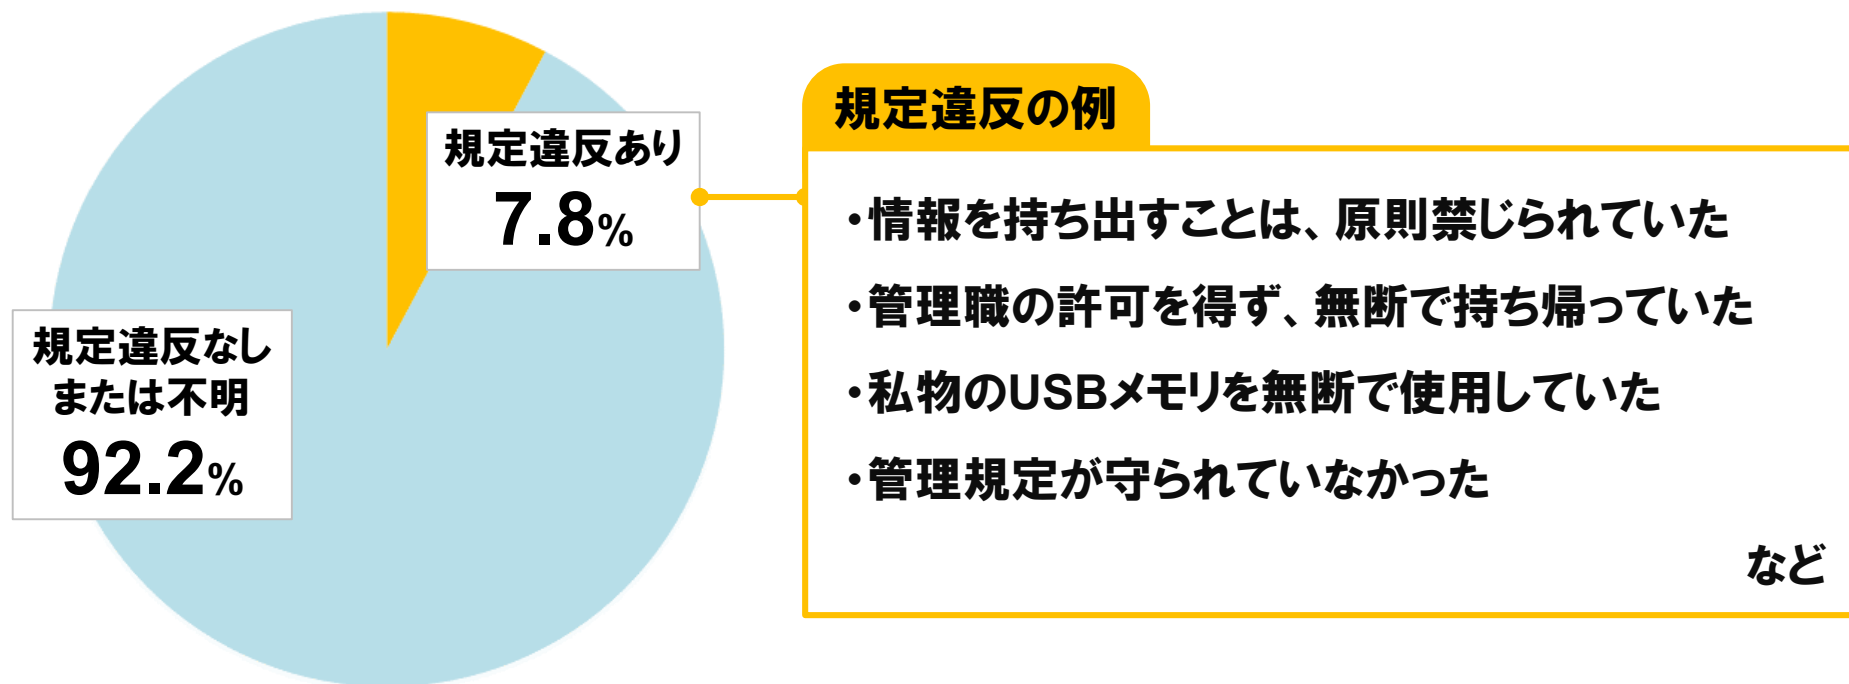 規定違反あり
7.8%
規定違反なし
または不明
92.2%
規定違反の例
・情報を持ち出すことは、原則禁じられていた
・管理職の許可を得ず、無断で持ち帰っていた
・私物のUSBメモリを無断で使用していた
・管理規定が守られていなかった
など